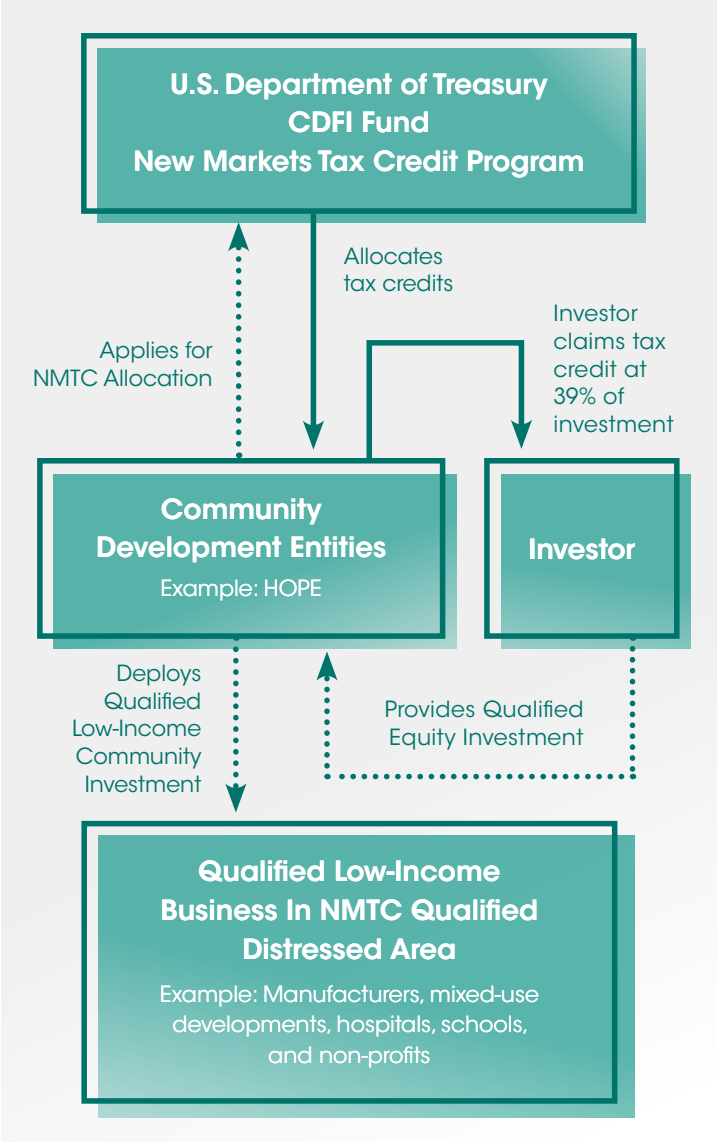 U.S. Department of Treasury
CDFI Fund
New Markets Tax Credit Program
Allocates
tax credits
Applies for
NMTC Allocation
Investor
claims tax
credit at
39% of
investment
Community
Development Entities
Example: HOPE
Investor
Deploys
Qualified
Low-Income
Community
Investment
Provides Qualified
Equity Investment
Qualified Low-Income
Business In NMTC Qualified
Distressed Area
Example: Manufacturers, mixed-use
developments, hospitals, schools,
and non-profits